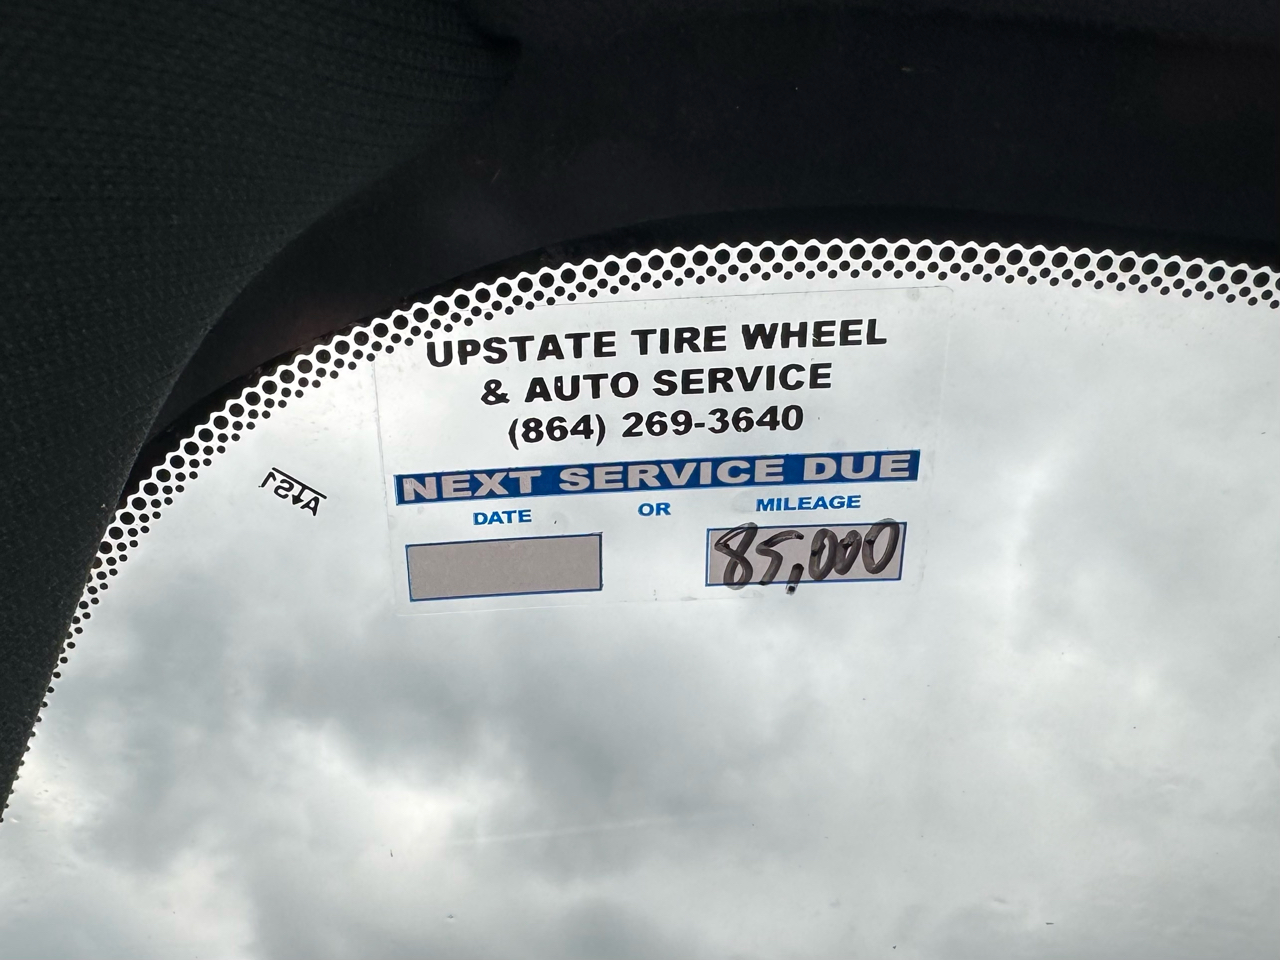 UPSTATE TIRE WHEEL
& AUTO SERVICE
(864) 269-3640
NEXT SERVICE DUE
DATE OR MILEAGE
85,000
AS1